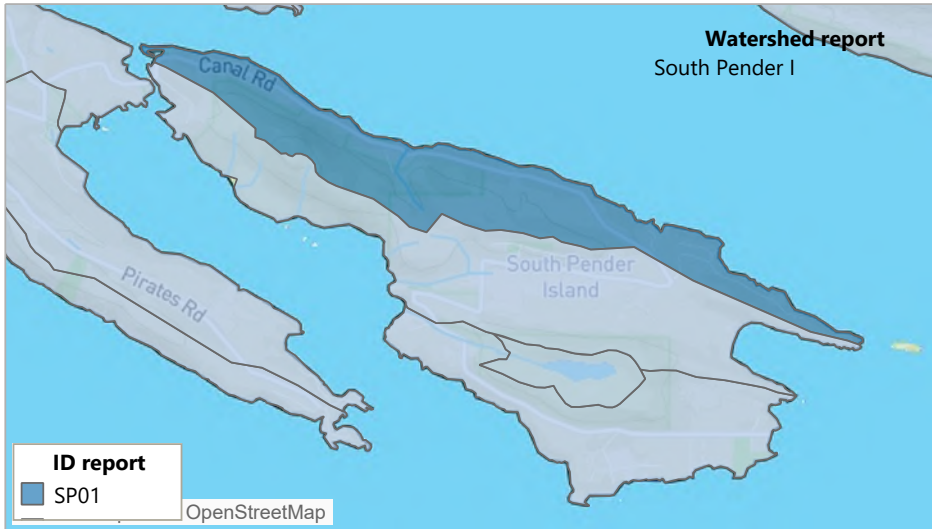 Watershed report
South Pender I
Canal Rd
South Pender
Island
Pirates Rd
ID report
SP01
OpenStreetMap